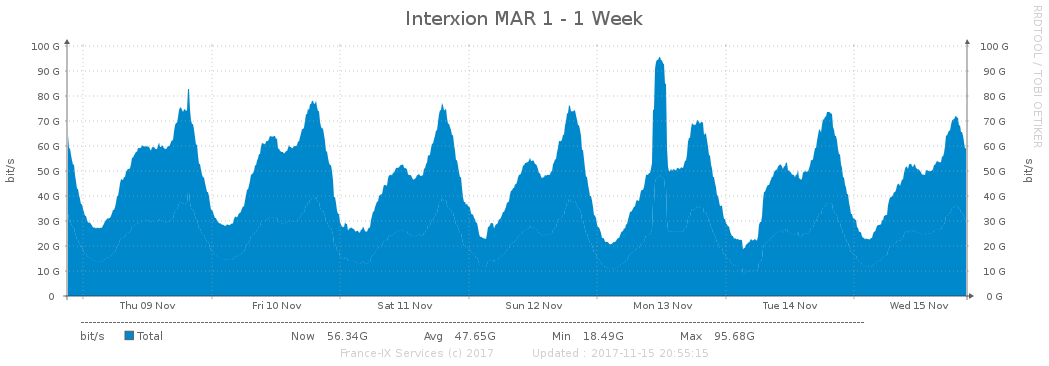 Interxion MAR 1 - 1 Week
RRDTOOL / TOBI OETIKER
bit/s
100 G 100 G
90 G 90 G
80 G 80 G
70 G 70 G
60 G 60 G
50 G 50 G
40 G 40 G
30 G 30 G
20 G 20 G
10 G 10 G
0 0 G
bit/s
Thu 09 Nov Fri 10 Nov Sat 11 Nov Sun 12 Nov Mon 13 Nov Tue 14 Nov Wed 15 Nov
bit/s Total Now 56.34G Avg 47.65G Min 18.49G Max 95.68G
France-IX Services (c) 2017 Updated : 2017-11-15 20:55:15